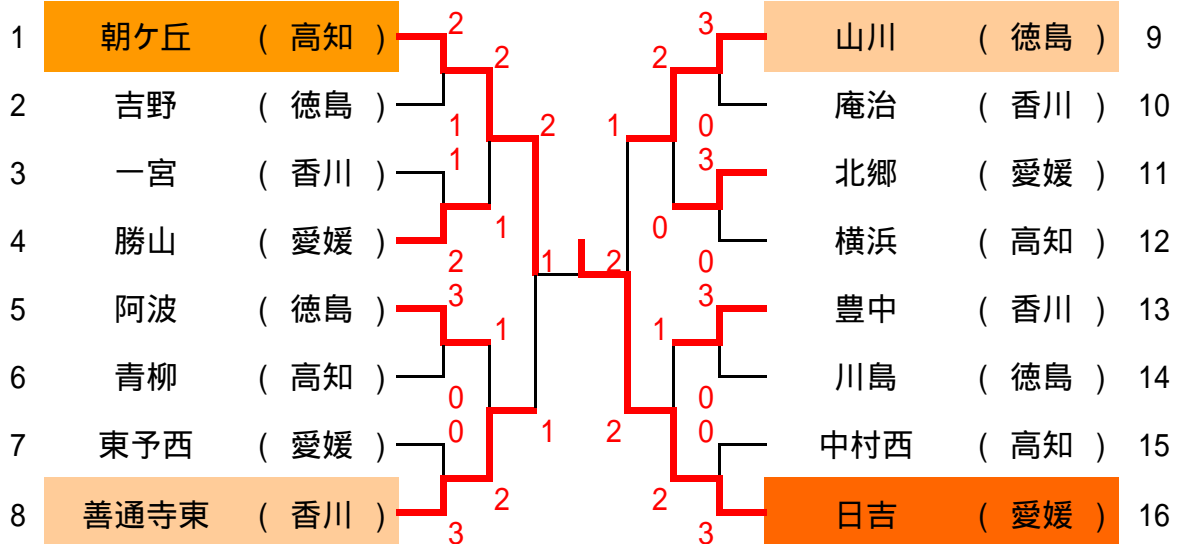 1 朝ケ丘 ( 高知 ) 2 3 山川 ( 徳島 ) 9
2 2
2 吉野 ( 徳島 ) 庵治 ( 香川 ) 10
1 2 1 0
3 一宮 ( 香川 ) 1 3 北郷 ( 愛媛 ) 11
1 0
4 勝山 ( 愛媛 ) 横浜 ( 高知 ) 12
2 1 2 0
5 阿波 ( 徳島 ) 3 3 豊中 ( 香川 ) 13
1 1
6 青柳 ( 高知 ) 川島 ( 徳島 ) 14
0 0
7 東予西 ( 愛媛 ) 0 1 2 0 中村西 ( 高知 ) 15
2 2
8 善通寺東 ( 香川 ) 3 3 日吉 ( 愛媛 ) 16